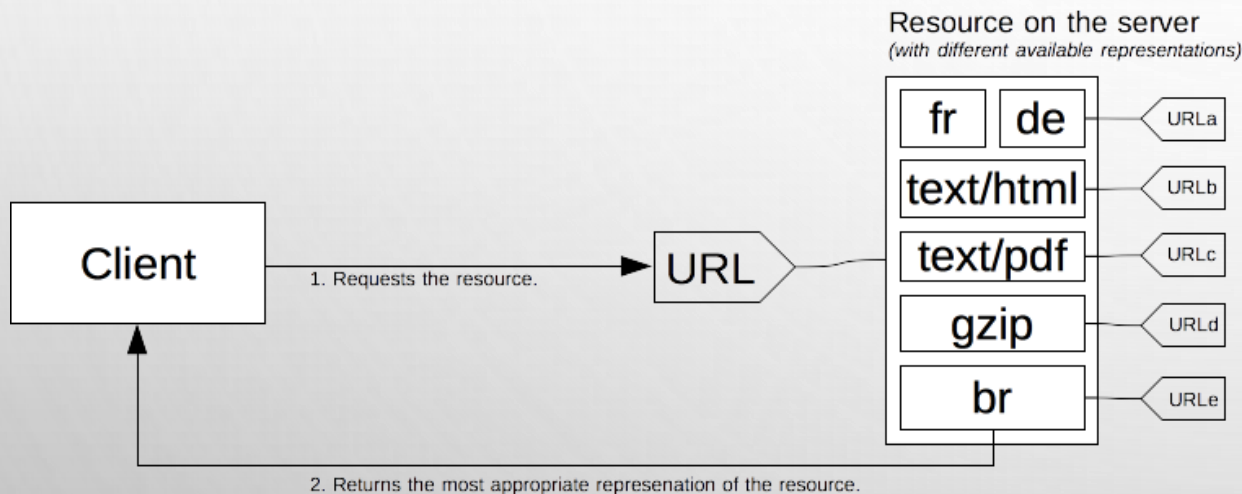 Resource on the server
(with different available representations)
fr
de
URLa
text/html
URLb
Client
1. Requests the resource.
URL
text/pdf
URLc
gzip
URLd
br
URLe
2. Returns the most appropriate represenation of the resource.